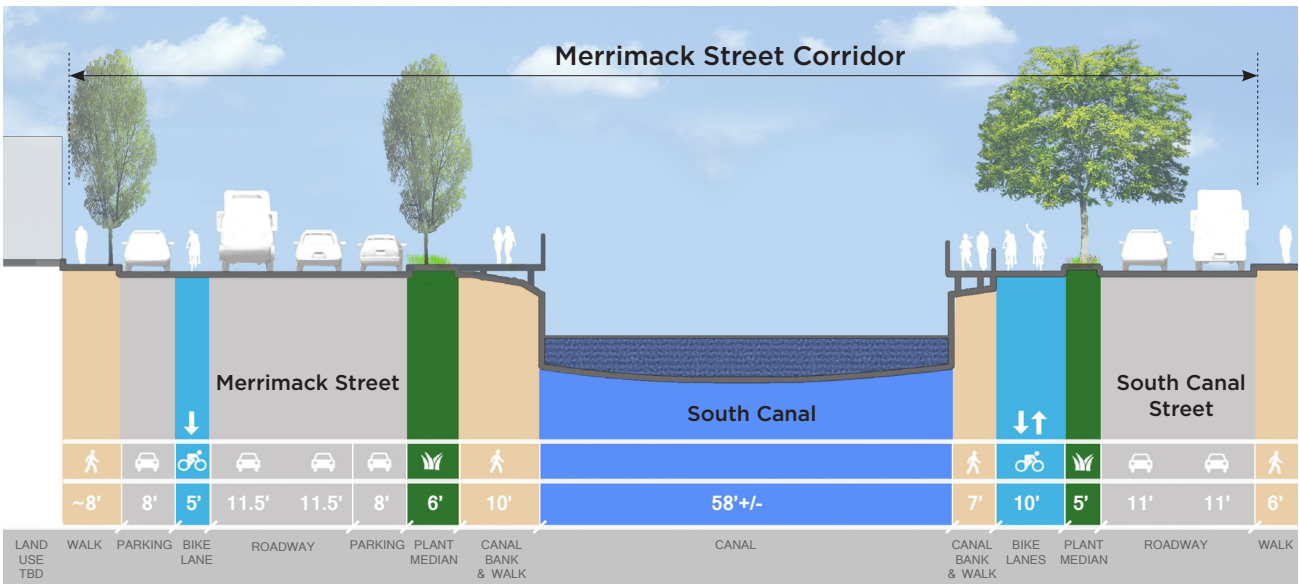 Merrimack Street Corridor
Merrimack Street
South Canal
South Canal
Street
~8’ 8’ 5’ 11.5’ 11.5’ 8’ 6’ 10’ 58’+/- 7’ 10’ 5’ 11’ 11’ 6’
LAND
USE
TBD
WALK
PARKING
BIKE
LANE
ROADWAY
PARKING
PLANT
MEDIAN
CANAL
BANK
& WALK
CANAL
CANAL
BANK
& WALK
BIKE
LANES
PLANT
MEDIAN
ROADWAY
WALK